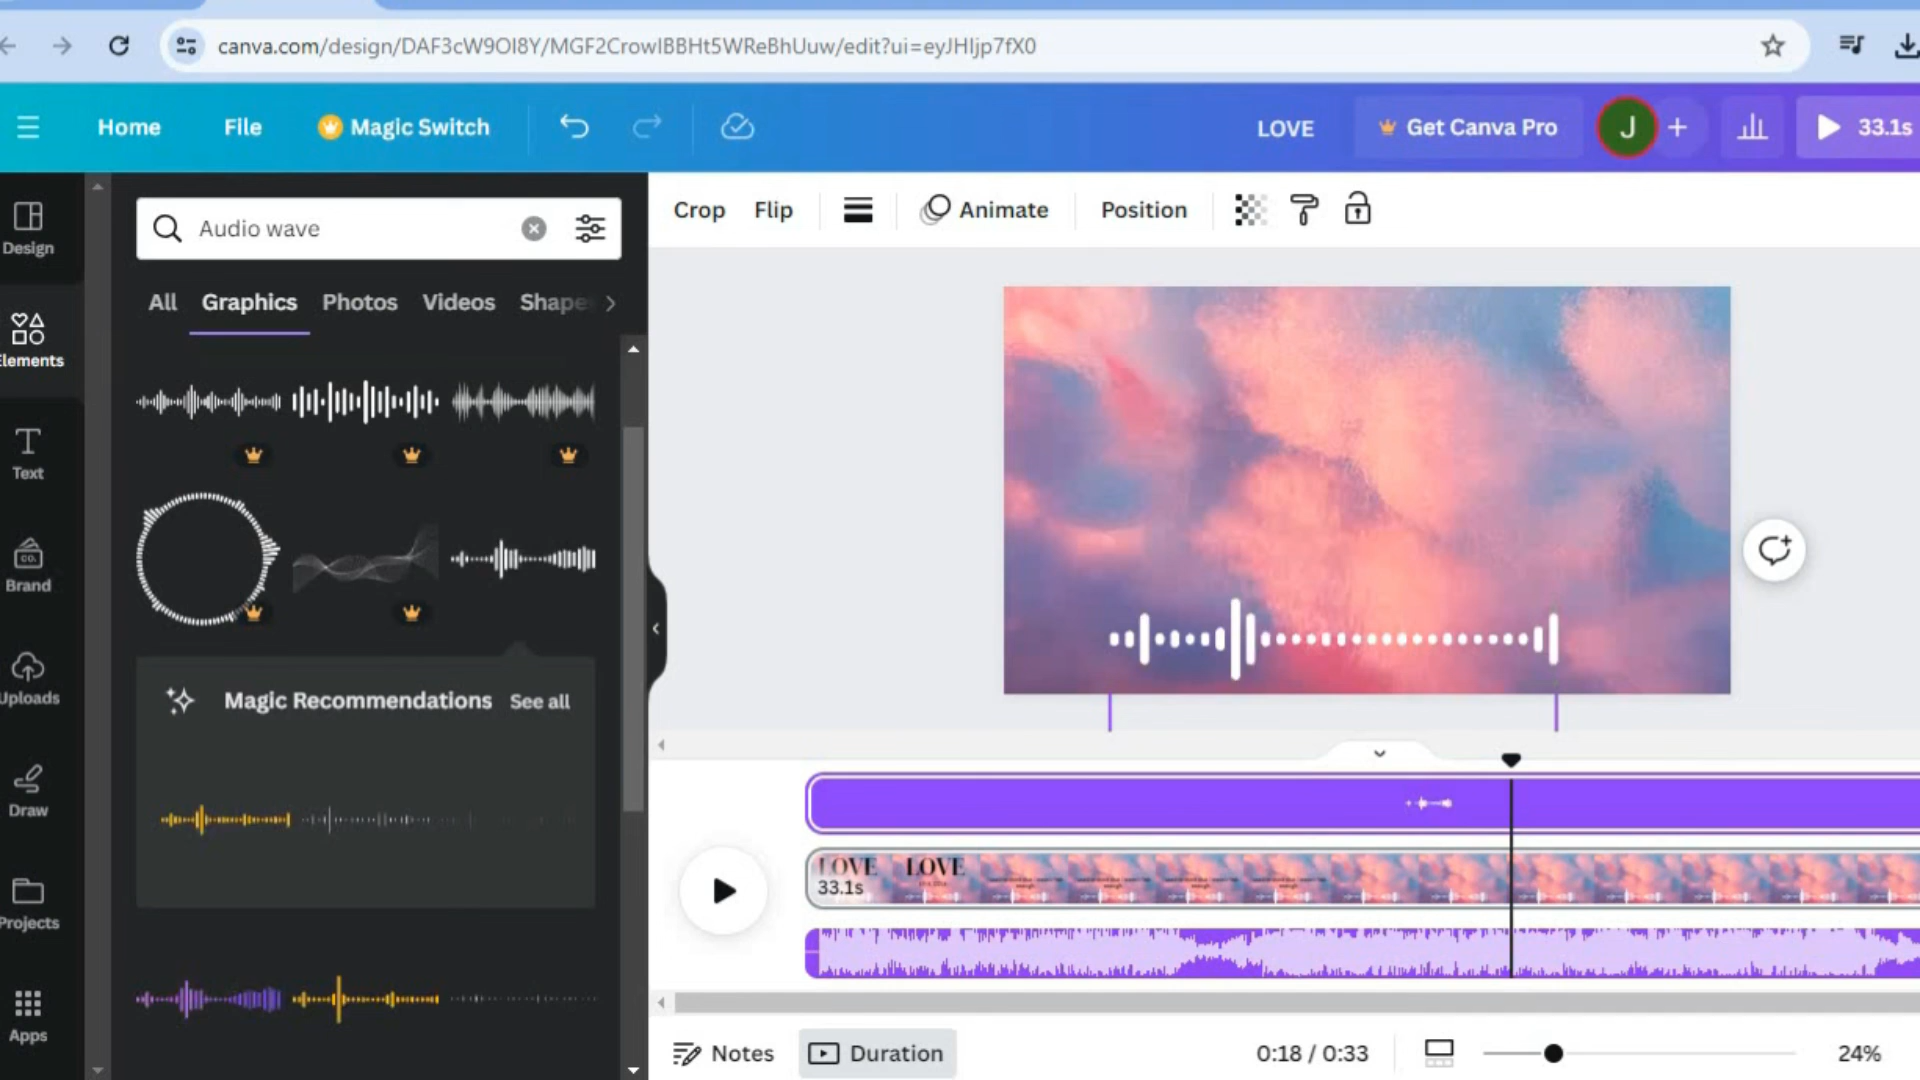 canva.com/design/DAF3cW9OI8Y/MGF2CrowIBBHt5WReBhUuw/edit?ui=eyJHIjp7fX0
Home File Magic Switch LOVE Get Canva Pro J + 33.1s
Crop Flip Animate Position
Audio wave
All Graphics Photos Videos Shape
Design
Elements
Text
Brand
Uploads
Draw
Projects
Apps
CO.
Magic Recommendations See all
LOVE LOVE
33.1s
Notes Duration 0:18 / 0:33 24%